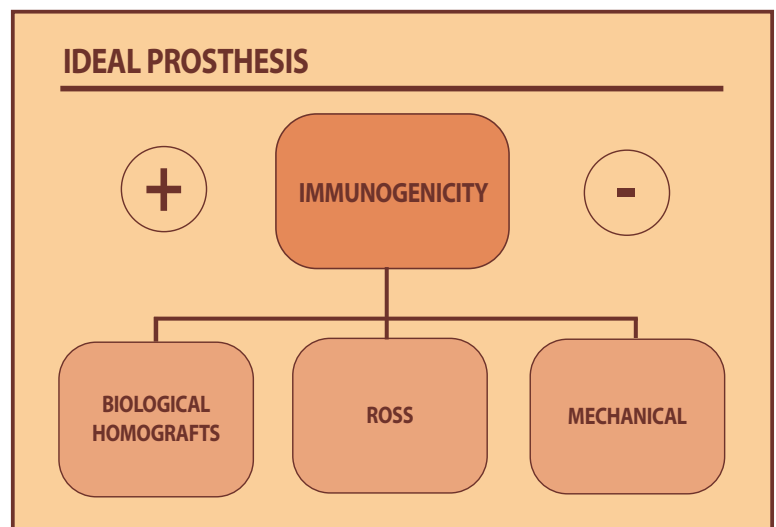 IDEAL PROSTHESIS
+
IMMUNOGENICITY
-
BIOLOGICAL
HOMOGRAFTS
ROSS
MECHANICAL